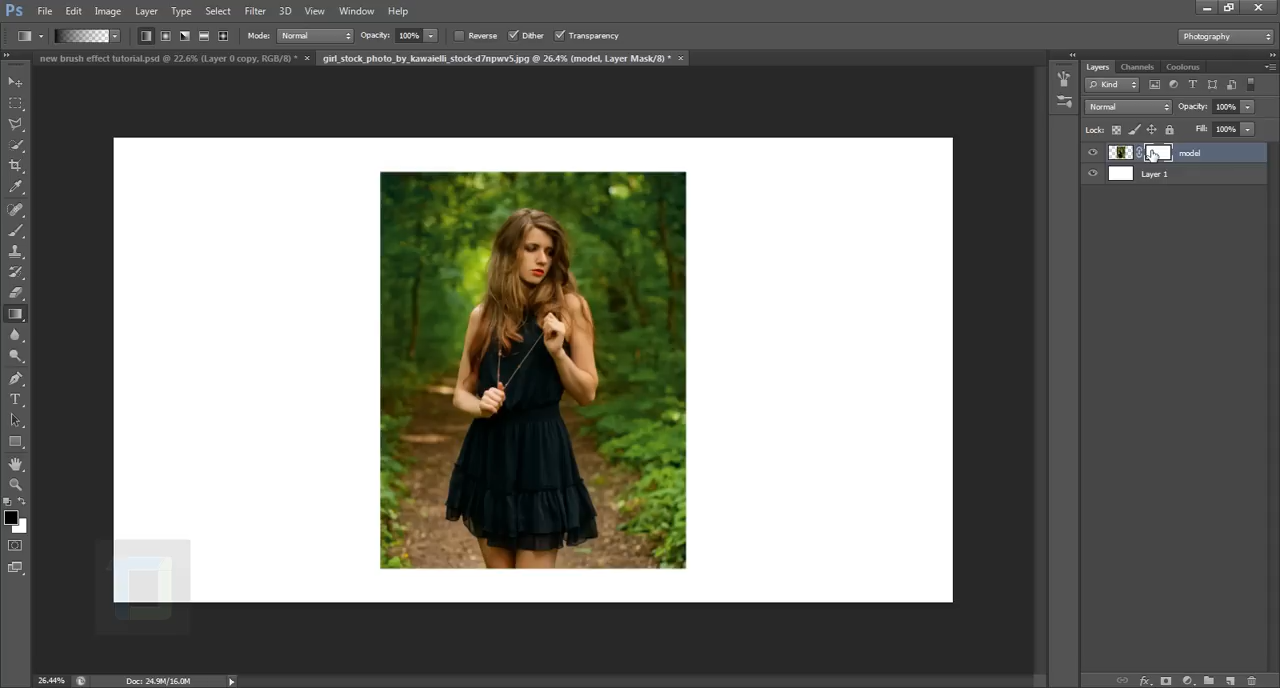 Ps File Edit Image Layer Type Select Filter 3D View Window Help
Mode: Normal Opacity: 100% Reverse Dither Transparency Photography
new brush effect tutorial.psd @ 22.6% (Layer 0 copy, RGB/8) * × girl_stock_photo_by_kawaielli_stock-d7npwv5.jpg @ 26.4% (model, Layer Mask/8) * ×
Layers Channels Coolorus
Kind
Normal Opacity: 100%
Lock: Fill: 100%
model
Layer 1
26.44% Doc: 24.9M/16.0M